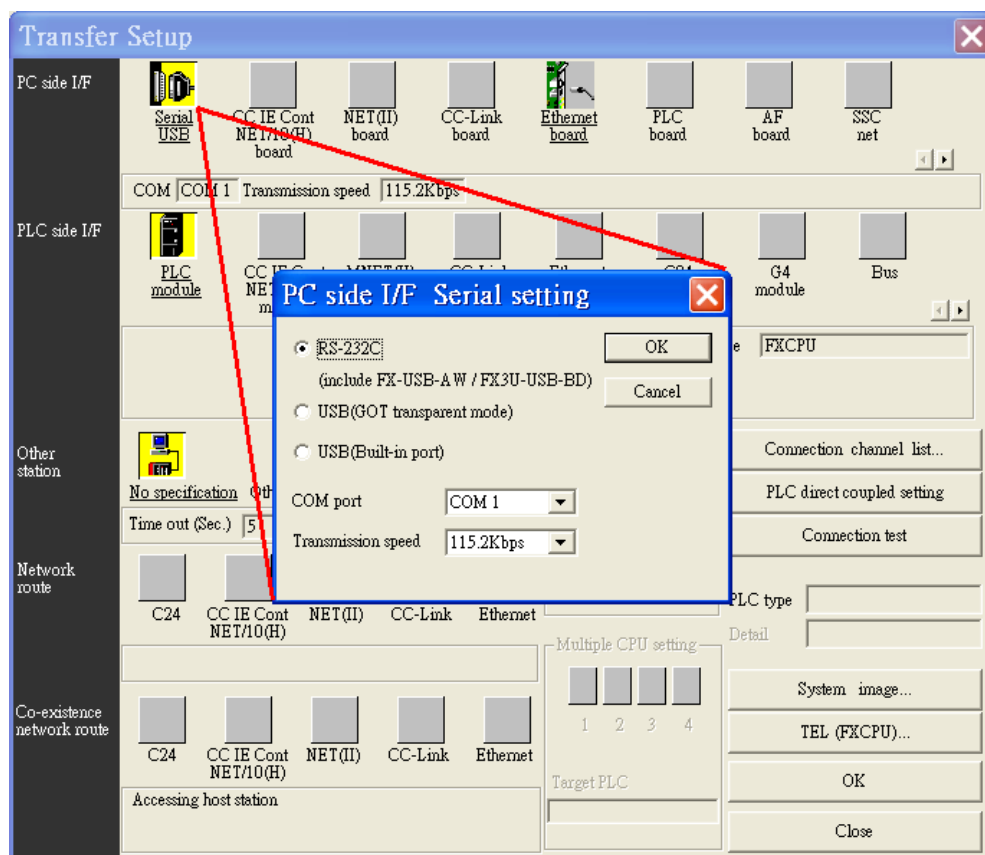 Transfer Setup
PC side I/F
Serial USB
CC IE Cont NET/10(H) board
NET(II) board
CC-Link board
Ethernet board
PLC board
AF board
SSC net
COM COM 1 Transmission speed 115.2Kbps
PLC side I/F
PLC module
G4 module
Bus
FXCPU
PC side I/F Serial setting
RS-232C
(include FX-USB-AW / FX3U-USB-BD)
USB(GOT transparent mode)
USB(Built-in port)
COM port COM 1
Transmission speed 115.2Kbps
OK
Cancel
Other station
No specification
Time out (Sec.) 5
Connection channel list...
PLC direct coupled setting
Connection test
PLC type
Detail
System image...
TEL (FXCPU)...
OK
Close
Network route
C24
CC IE Cont NET/10(H)
NET(II)
CC-Link
Ethernet
Multiple CPU setting
1 2 3 4
Target PLC
Co-existence network route
C24
CC IE Cont NET/10(H)
NET(II)
CC-Link
Ethernet
Accessing host station